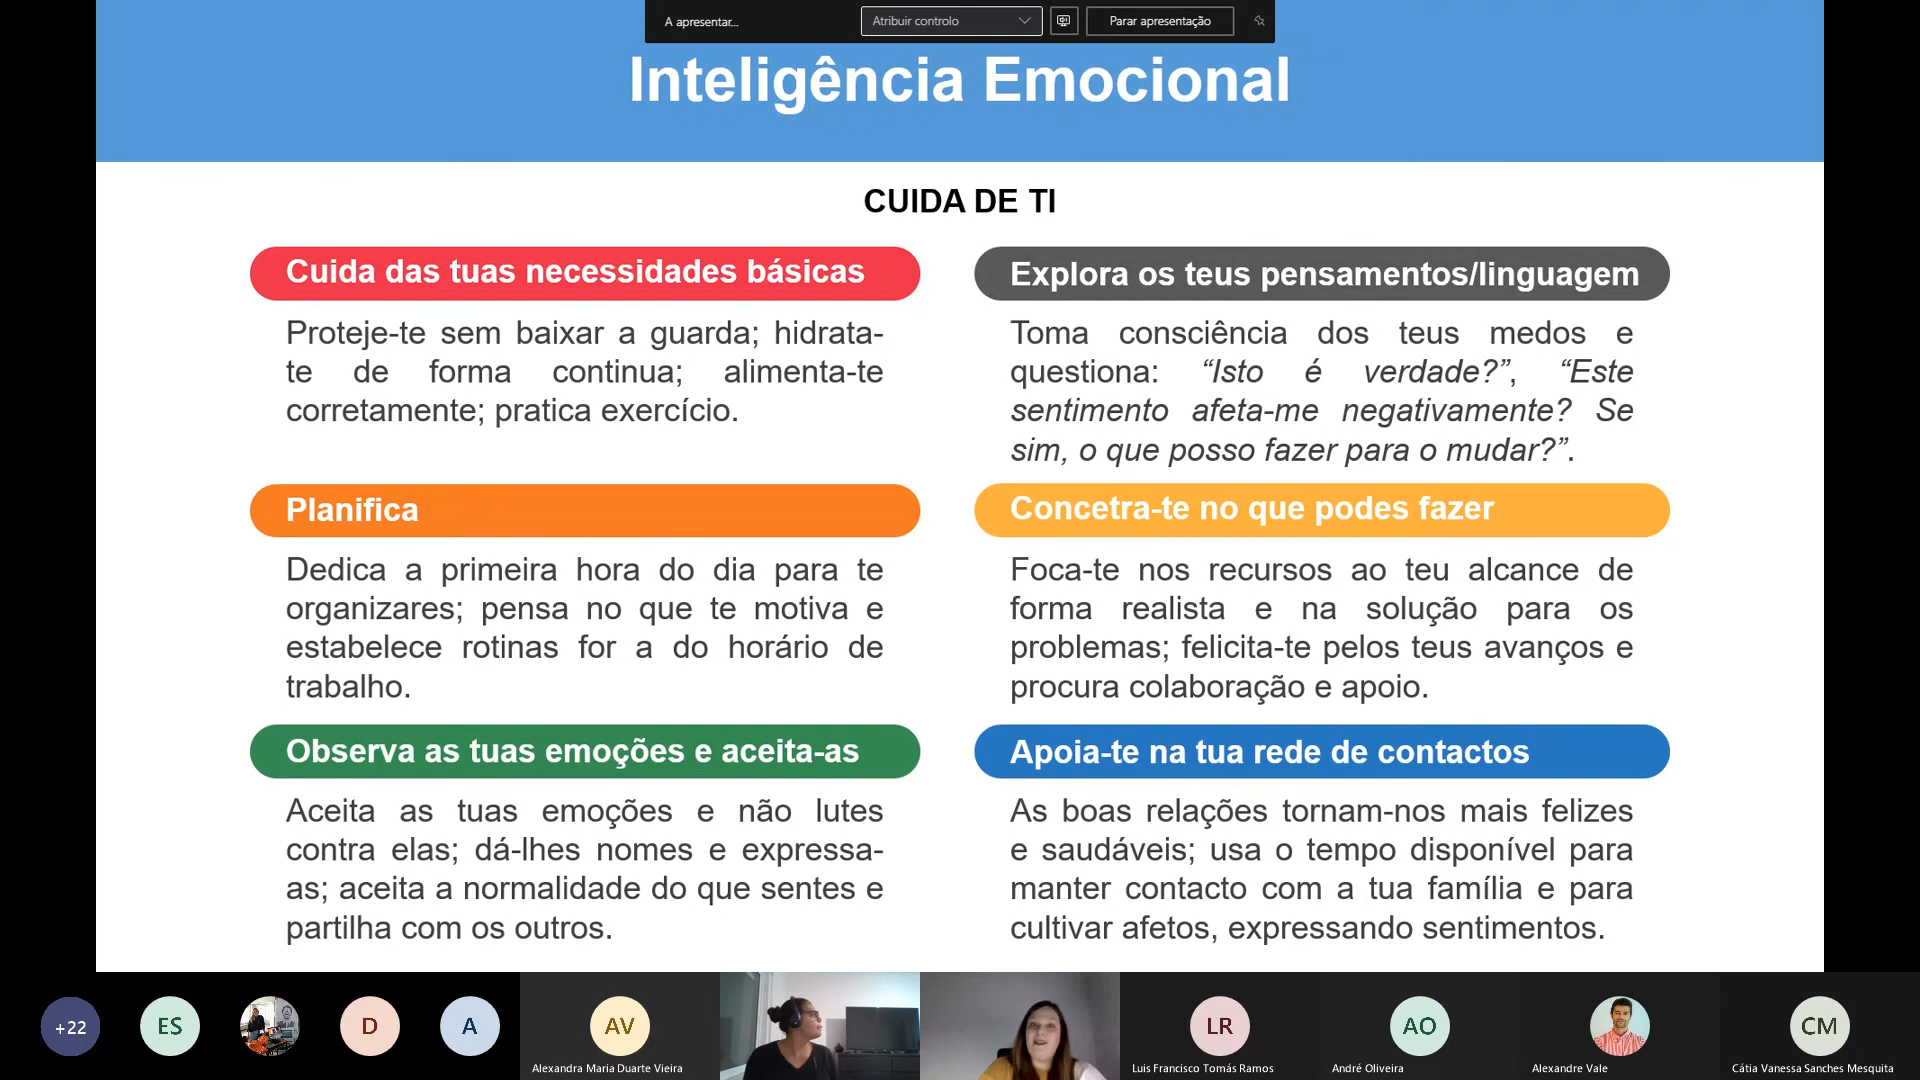 A apresentar...
Atribuir controlo
Parar apresentação
Inteligência Emocional
CUIDA DE TI
Cuida das tuas necessidades básicas
Proteje-te sem baixar a guarda; hidrata-
te de forma continua; alimenta-te
corretamente; pratica exercício.
Explora os teus pensamentos/linguagem
Toma consciência dos teus medos e
questiona: “Isto é verdade?”, “Este
sentimento afeta-me negativamente? Se
sim, o que posso fazer para o mudar?”.
Planifica
Dedica a primeira hora do dia para te
organizares; pensa no que te motiva e
estabelece rotinas for a do horário de
trabalho.
Concetra-te no que podes fazer
Foca-te nos recursos ao teu alcance de
forma realista e na solução para os
problemas; felicita-te pelos teus avanços e
procura colaboração e apoio.
Observa as tuas emoções e aceita-as
Aceita as tuas emoções e não lutes
contra elas; dá-lhes nomes e expressa-
as; aceita a normalidade do que sentes e
partilha com os outros.
Apoia-te na tua rede de contactos
As boas relações tornam-nos mais felizes
e saudáveis; usa o tempo disponível para
manter contacto com a tua família e para
cultivar afetos, expressando sentimentos.
+22
ES
D
A
AV
Alexandra Maria Duarte Vieira
LR
Luis Francisco Tomás Ramos
AO
André Oliveira
Alexandre Vale
CM
Cátia Vanessa Sanches Mesquita